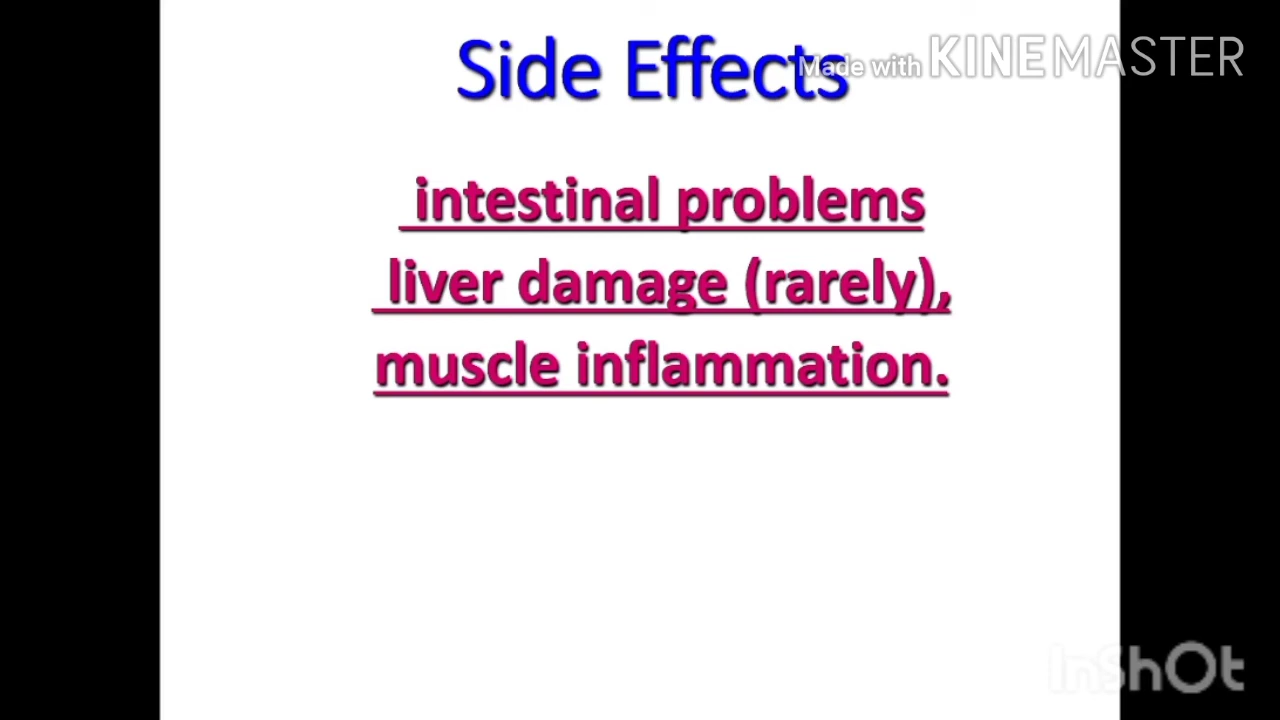 Side Effects
Made with KINEMASTER
intestinal problems
liver damage (rarely),
muscle inflammation.
InShOt